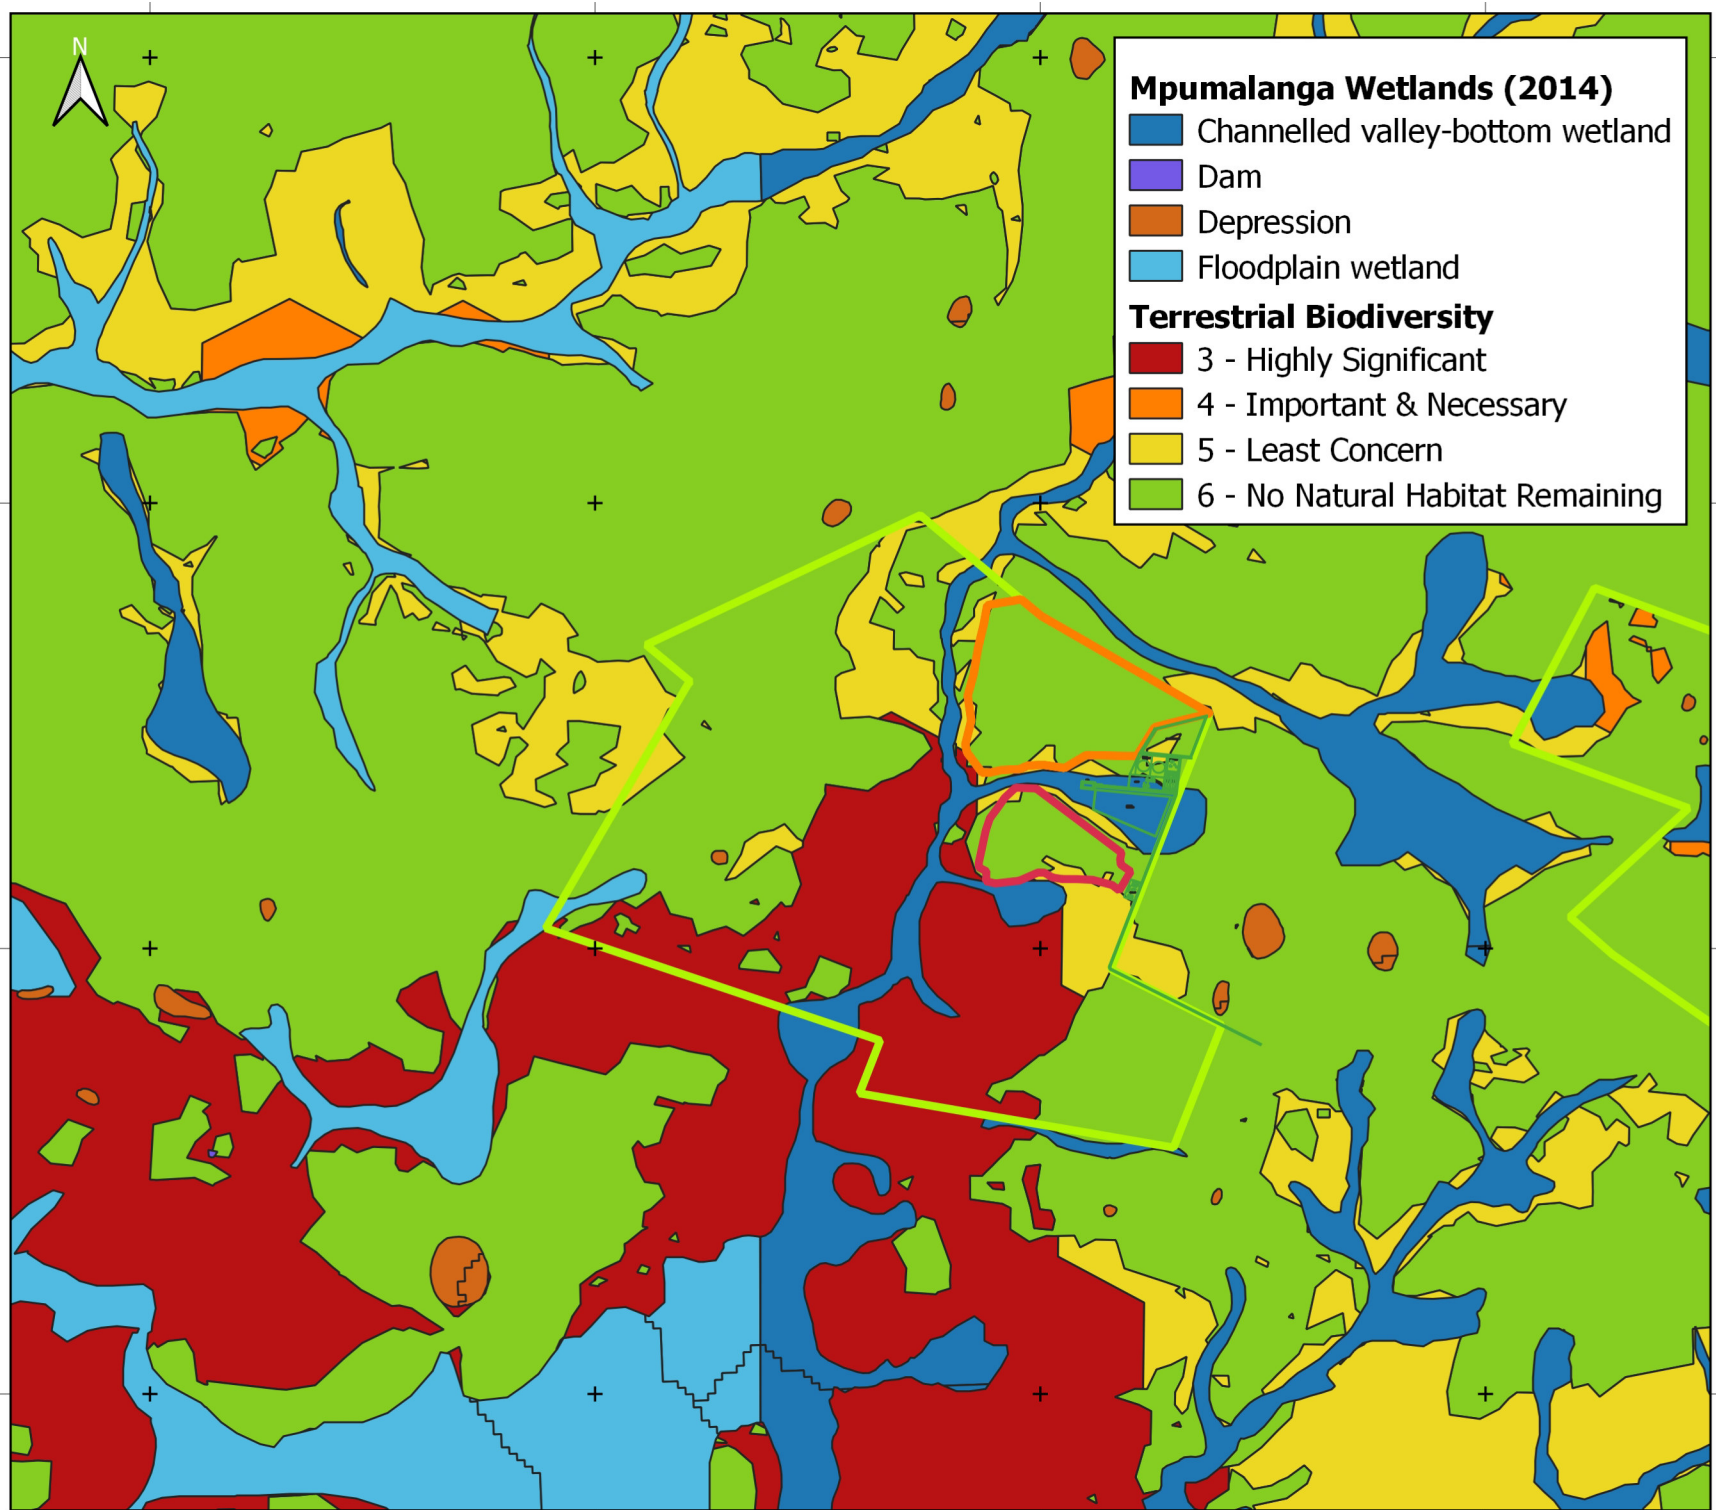 N
Mpumalanga Wetlands (2014)
Channelled valley-bottom wetland
Dam
Depression
Floodplain wetland
Terrestrial Biodiversity
3 - Highly Significant
4 - Important & Necessary
5 - Least Concern
6 - No Natural Habitat Remaining